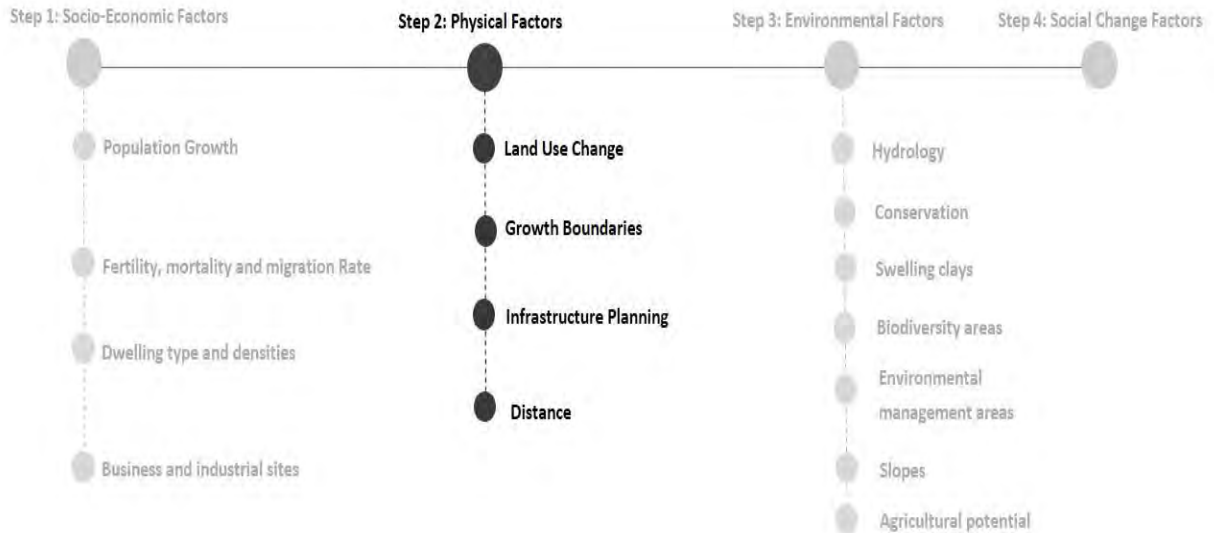 Step 1: Socio-Economic Factors
Step 2: Physical Factors
Step 3: Environmental Factors
Step 4: Social Change Factors
Population Growth
Fertility, mortality and migration Rate
Dwelling type and densities
Business and industrial sites
Land Use Change
Growth Boundaries
Infrastructure Planning
Distance
Hydrology
Conservation
Swelling clays
Biodiversity areas
Environmental
management areas
Slopes
Agricultural potential